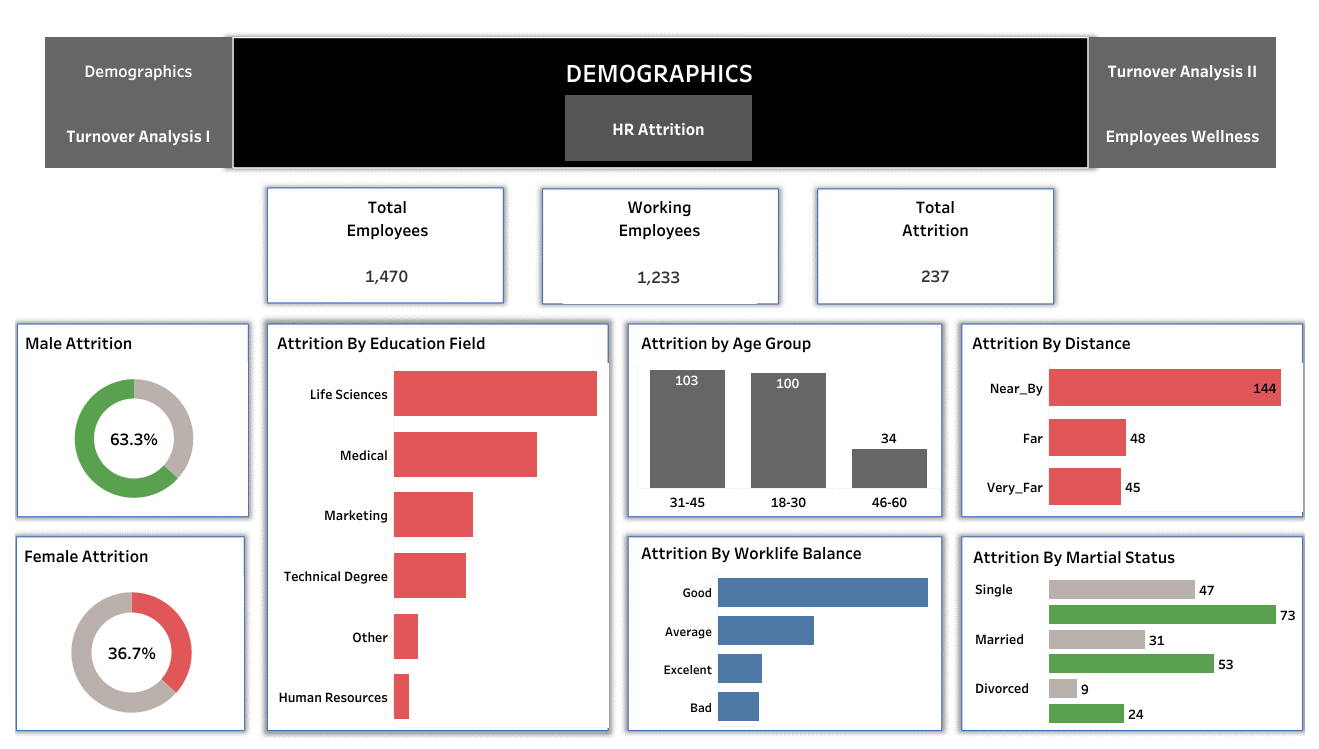 Demographics
Turnover Analysis I
DEMOGRAPHICS
HR Attrition
Turnover Analysis II
Employees Wellness
Total
Employees
1,470
Working
Employees
1,233
Total
Attrition
237
Male Attrition
63.3%
Female Attrition
36.7%
Attrition By Education Field
Life Sciences
Medical
Marketing
Technical Degree
Other
Human Resources
Attrition by Age Group
103
100
34
31-45
18-30
46-60
Attrition By Distance
Near_By
144
Far
48
Very_Far
45
Attrition By Worklife Balance
Good
Average
Excelent
Bad
Attrition By Martial Status
Single
47
73
Married
31
53
Divorced
9
24